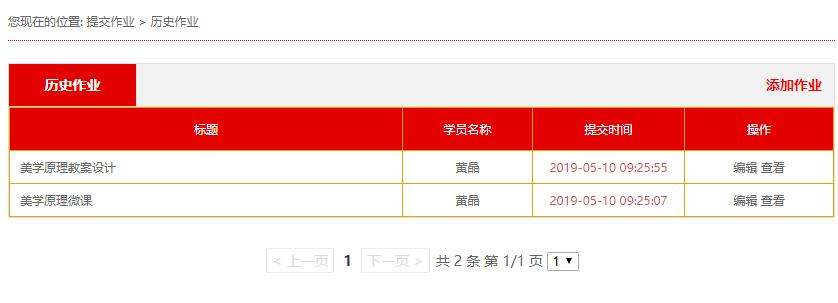 您现在的位置: 提交作业 > 历史作业
历史作业 添加作业
标题 学员名称 提交时间 操作
美学原理教案设计 黄晶 2019-05-10 09:25:55 编辑 查看
美学原理微课 黄晶 2019-05-10 09:25:07 编辑 查看
< 上一页 1 下一页 > 共 2 条 第 1/1 页 1